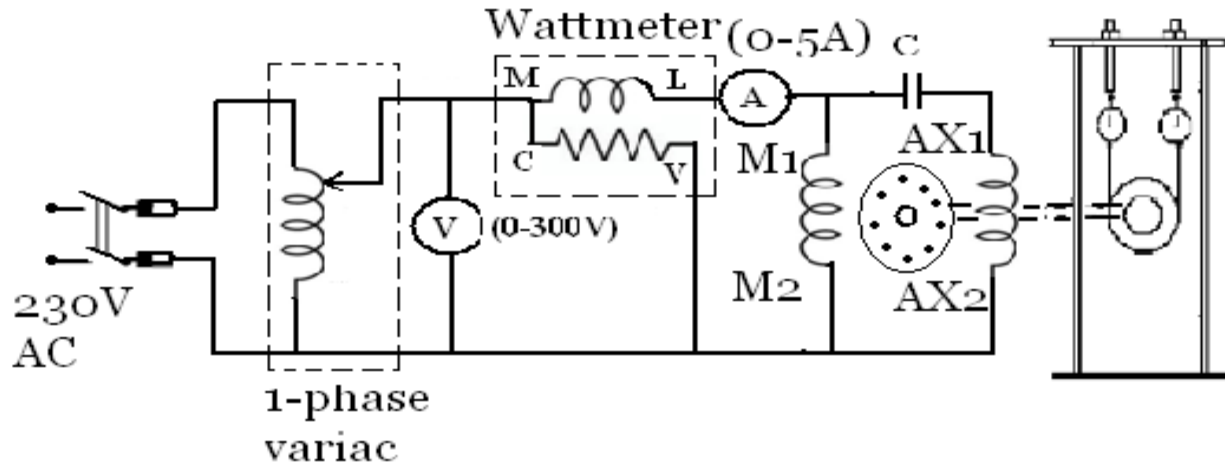 Wattmeter
(0-5A)
C
M
L
A
C
V
V
(0-300V)
M1
M2
AX1
AX2
230V
AC
1-phase
variac